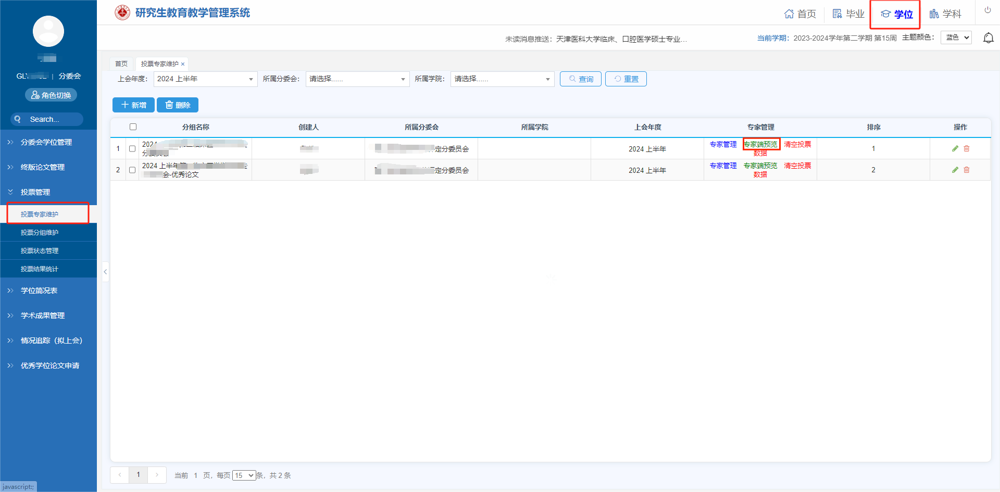 研究生教育教学管理系统
首页
毕业
学位
学科
未读消息推送：天津医科大学临床、口腔医学硕士专业...
当前学期：2023-2024学年第二学期 第15周
主题颜色：
蓝色
分委会
角色切换
Search...
分委会学位管理
终版论文管理
投票管理
投票专家维护
投票分组维护
投票状态管理
投票结果统计
学位简况表
学术成果管理
情况追踪（拟上会）
优秀学位论文申请
javascript:;
首页
投票专家维护 ×
上会年度：
2024 上半年
所属分委会：
请选择......
所属学院：
请选择......
查询
重置
新增
删除
分组名称 创建人 所属分委会 所属学院 上会年度 专家管理 排序 操作
1 2024 定分委员会 2024 上半年 专家管理 专家端预览 清空投票 1
数据
2 2024 上半年 定分委员会 2024 上半年 专家管理 专家端预览 清空投票 2
会-优秀论文 数据
1 当前 1 页，每页 15 条，共 2 条